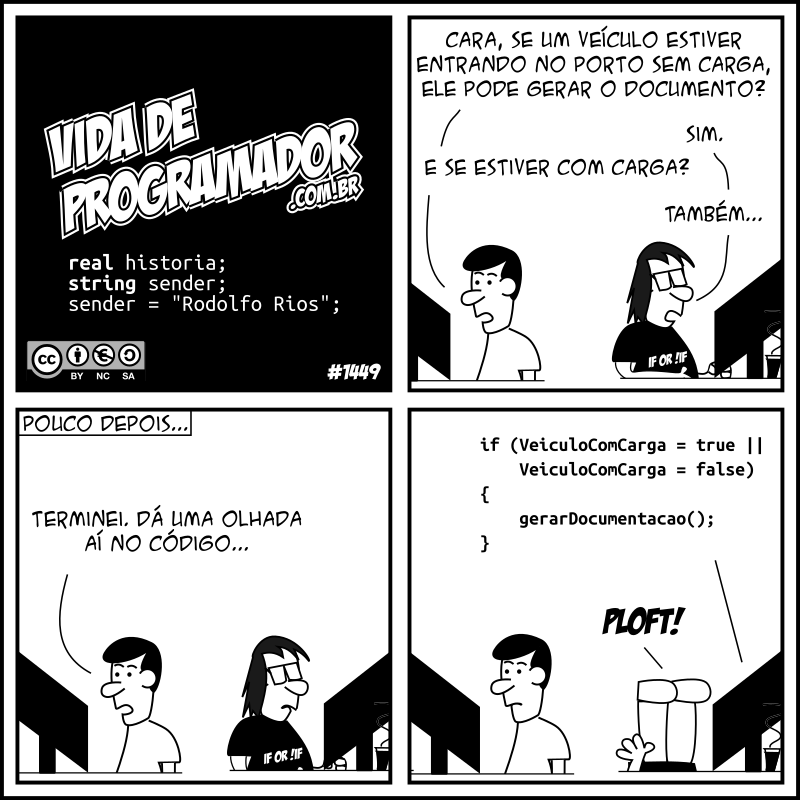 VIDA DE
PROGRAMADOR
.COM.BR
real historia;
string sender;
sender = "Rodolfo Rios";
cc
BY NC SA
#1449
CARA, SE UM VEÍCULO ESTIVER
ENTRANDO NO PORTO SEM CARGA,
ELE PODE GERAR O DOCUMENTO?
SIM.
E SE ESTIVER COM CARGA?
TAMBÉM...
IF OR !IF
POUCO DEPOIS...
TERMINEI. DÁ UMA OLHADA
AÍ NO CÓDIGO...
IF OR !IF
if (VeiculoComCarga = true ||
VeiculoComCarga = false)
{
gerarDocumentacao();
}
PLOFT!